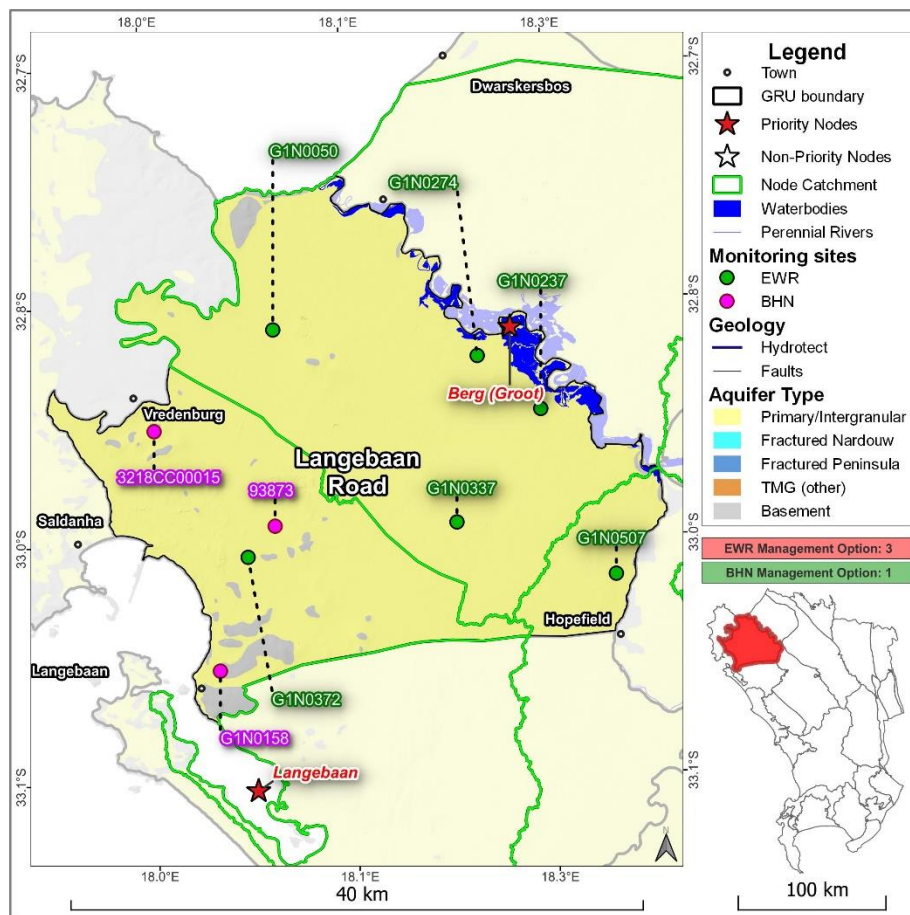 18.0°E
18.1°E
18.3°E
32.7°S
32.7°S
Dwarskersbos
G1N0050
G1N0274
G1N0237
32.8°S
32.8°S
Berg (Groot)
Vredenburg
3218CC00015
93873
Langebaan
Road
G1N0337
G1N0507
Saldanha
33.0°S
33.0°S
Hopefield
Langebaan
G1N0372
G1N0158
Langebaan
33.1°S
33.1°S
N
18.0°E
18.1°E
18.3°E
40 km
Legend
Town
GRU boundary
Priority Nodes
Non-Priority Nodes
Node Catchment
Waterbodies
Perennial Rivers
Monitoring sites
EWR
BHN
Geology
Hydrotect
Faults
Aquifer Type
Primary/Intergranular
Fractured Nardouw
Fractured Peninsula
TMG (other)
Basement
EWR Management Option: 3
BHN Management Option: 1
100 km